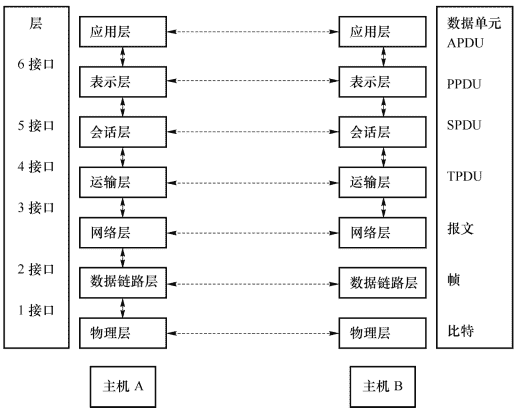 层
应用层
应用层
数据单元
APDU
6 接口
表示层
表示层
PPDU
5 接口
会话层
会话层
SPDU
4 接口
运输层
运输层
TPDU
3 接口
网络层
网络层
报文
2 接口
数据链路层
数据链路层
帧
1 接口
物理层
物理层
比特
主机 A
主机 B